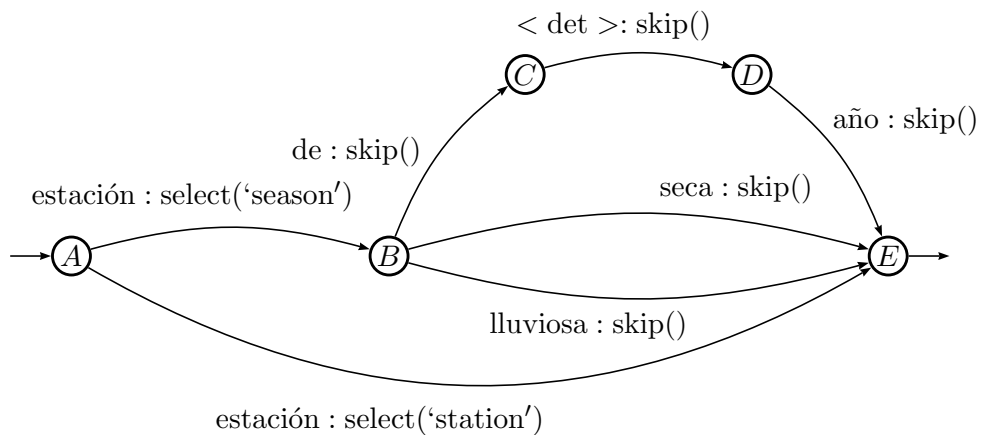 < det >: skip()
C
D
año : skip()
de : skip()
estación : select(‘season′)
seca : skip()
A
B
E
lluviosa : skip()
estación : select(‘station′)